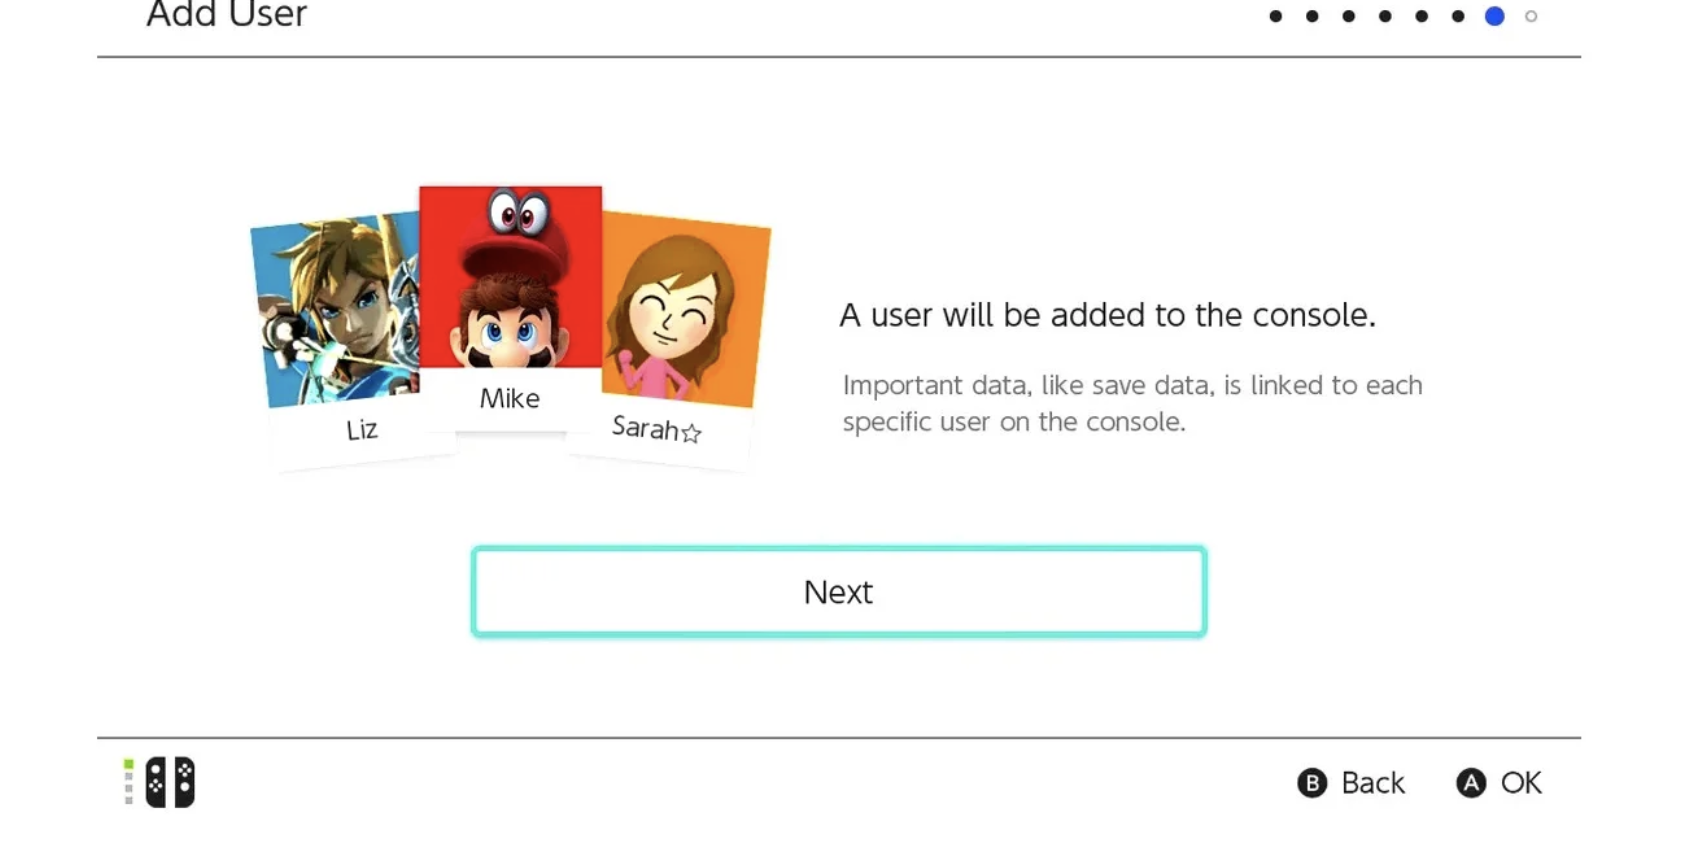 Add User
A user will be added to the console.
Important data, like save data, is linked to each
specific user on the console.
Liz
Mike
Sarah☆
Next
B Back
A OK